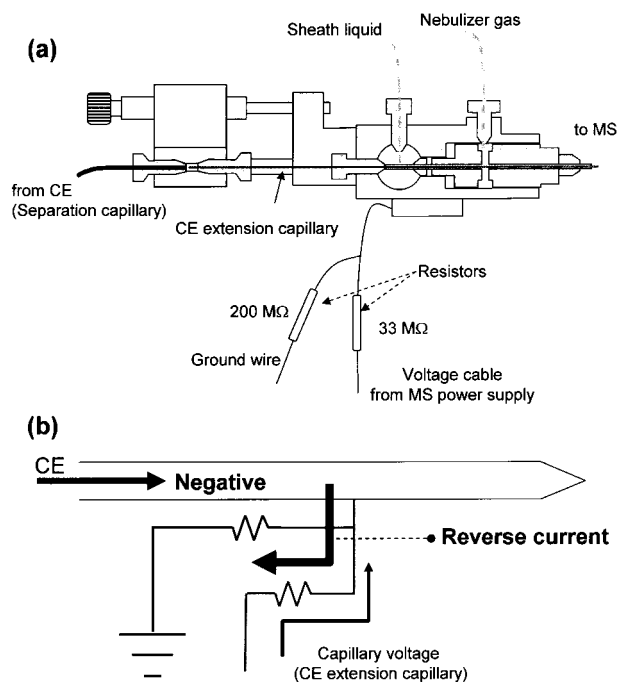 (a)
Sheath liquid
Nebulizer gas
to MS
from CE
(Separation capillary)
CE extension capillary
Resistors
200 MΩ
33 MΩ
Ground wire
Voltage cable
from MS power supply
(b)
CE
Negative
Reverse current
Capillary voltage
(CE extension capillary)